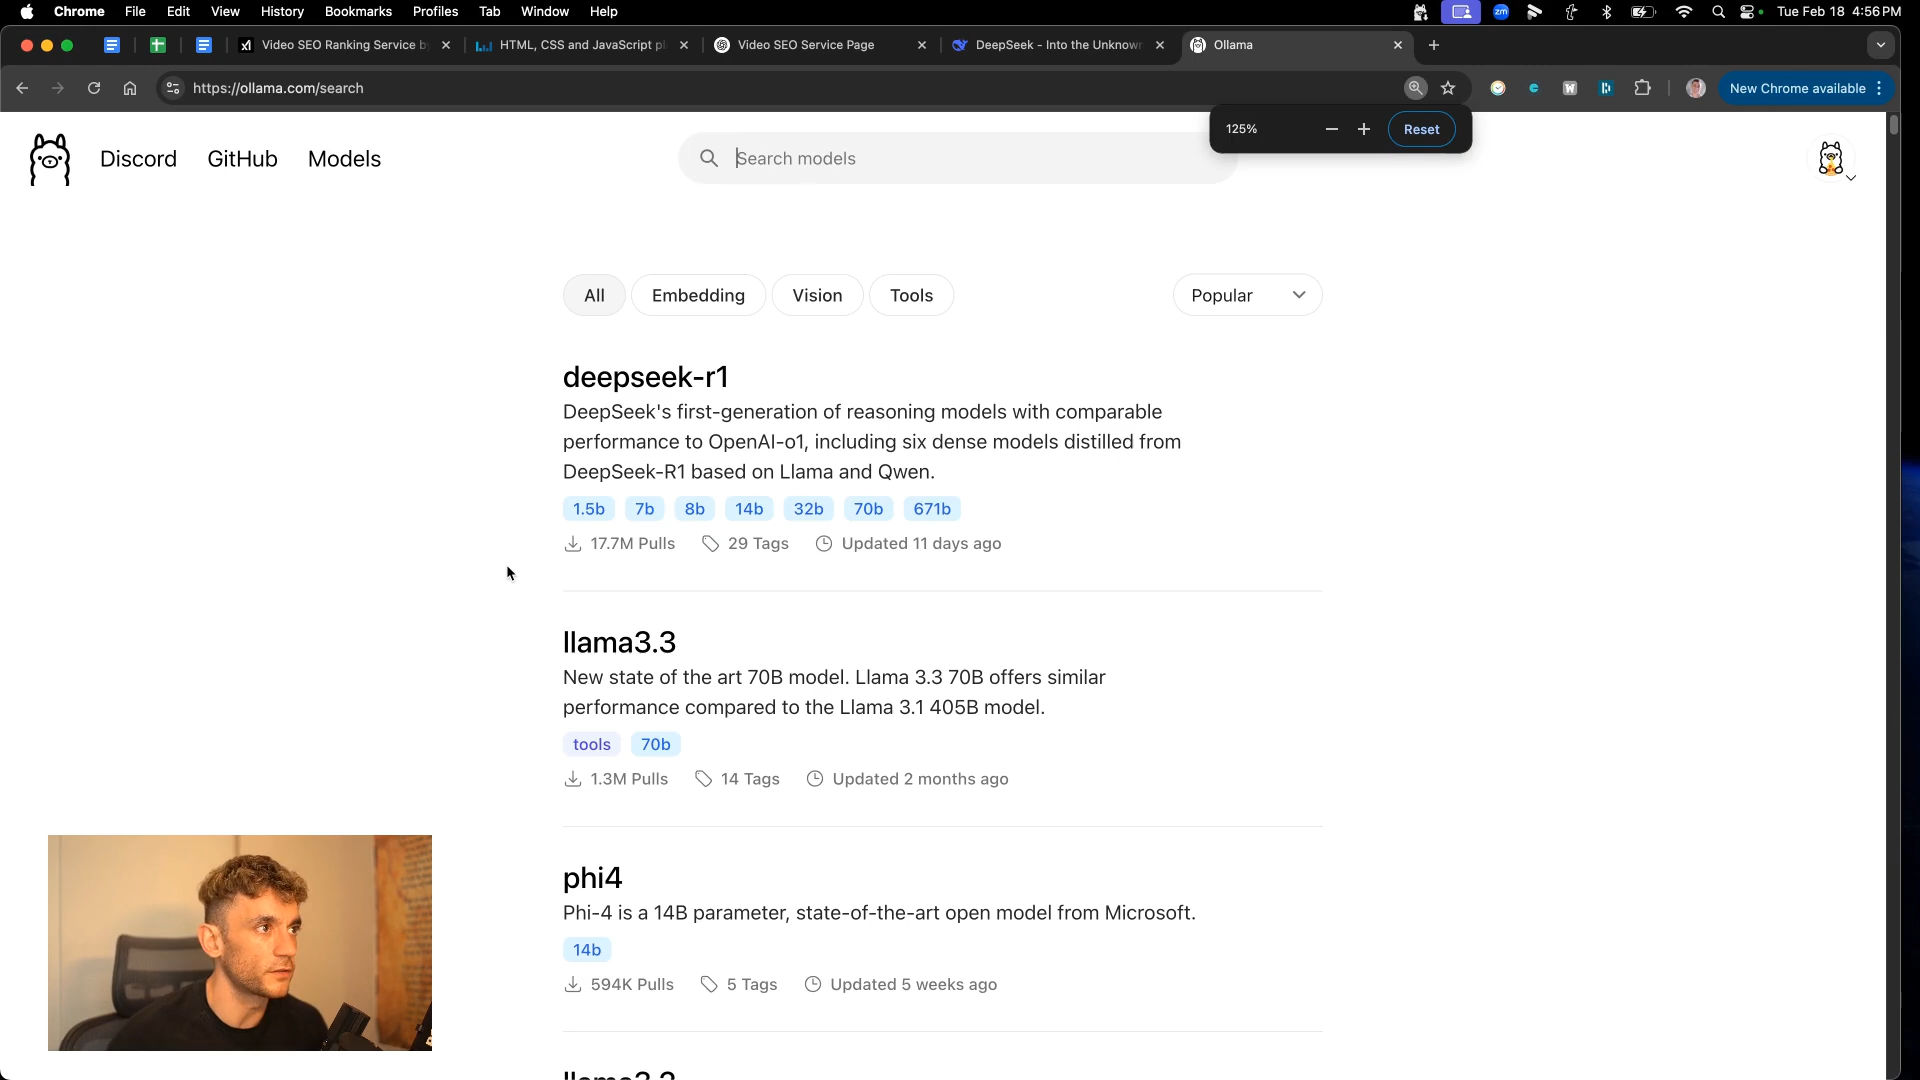 Chrome File Edit View History Bookmarks Profiles Tab Window Help
zm
Tue Feb 18 4:56 PM
Video SEO Ranking Service b
HTML, CSS and JavaScript pl
Video SEO Service Page
DeepSeek - Into the Unknown
Ollama
https://ollama.com/search
New Chrome available
125%
Reset
Discord GitHub Models
Search models
All Embedding Vision Tools
Popular
deepseek-r1
DeepSeek's first-generation of reasoning models with comparable
performance to OpenAI-o1, including six dense models distilled from
DeepSeek-R1 based on Llama and Qwen.
1.5b 7b 8b 14b 32b 70b 671b
17.7M Pulls 29 Tags Updated 11 days ago
llama3.3
New state of the art 70B model. Llama 3.3 70B offers similar
performance compared to the Llama 3.1 405B model.
tools 70b
1.3M Pulls 14 Tags Updated 2 months ago
phi4
Phi-4 is a 14B parameter, state-of-the-art open model from Microsoft.
14b
594K Pulls 5 Tags Updated 5 weeks ago